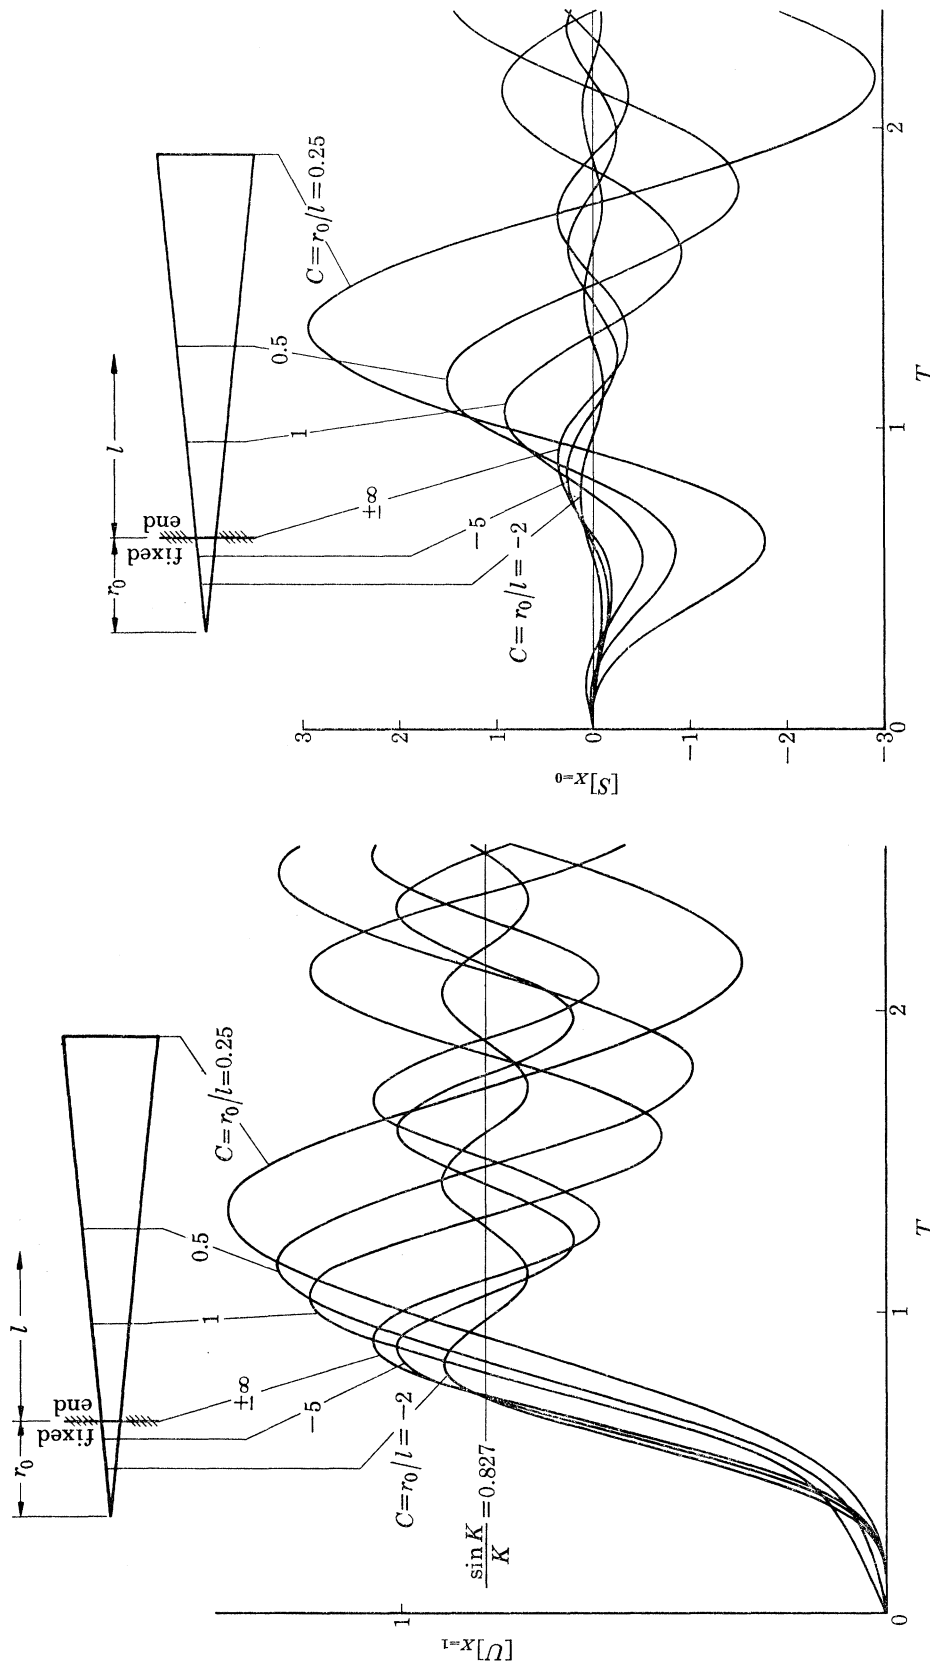 r₀
l
fixed
end
C=r₀/l=0.25
0.5
1
±∞
−5
C=r₀/l=−2
sin K
K
=0.827
[U]X=1
1
0
1
2
T
r₀
l
fixed
end
C=r₀/l=0.25
0.5
1
±∞
−5
C=r₀/l=−2
[S]X=0
3
2
1
0
−1
−2
−3
0
1
2
T